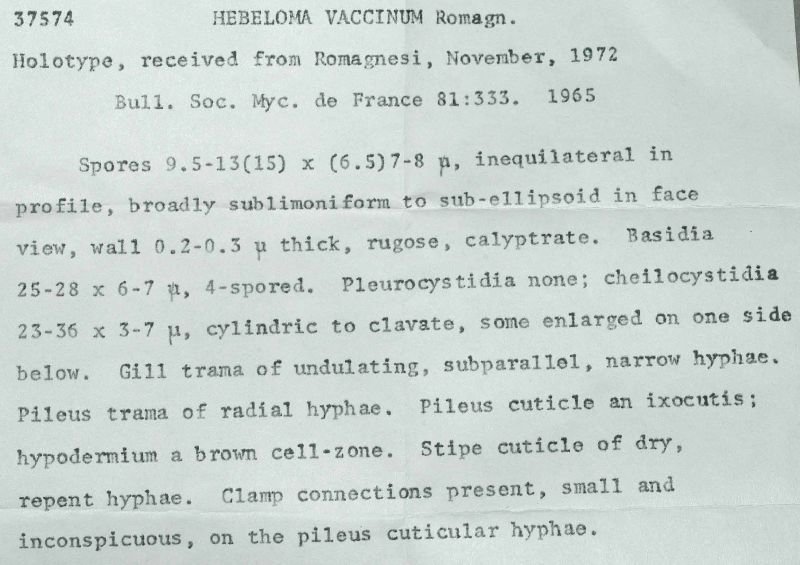 37574 HEBELOMA VACCINUM Romagn.
Holotype, received from Romagnesi, November, 1972
Bull. Soc. Myc. de France 81:333. 1965
Spores 9.5-13(15) x (6.5)7-8 µ, inequilateral in
profile, broadly sublimoniform to sub-ellipsoid in face
view, wall 0.2-0.3 µ thick, rugose, calyptrate. Basidia
25-28 x 6-7 µ, 4-spored. Pleurocystidia none; cheilocystidia
23-36 x 3-7 µ, cylindric to clavate, some enlarged on one side
below. Gill trama of undulating, subparallel, narrow hyphae.
Pileus trama of radial hyphae. Pileus cuticle an ixocutis;
hypodermium a brown cell-zone. Stipe cuticle of dry,
repent hyphae. Clamp connections present, small and
inconspicuous, on the pileus cuticular hyphae.